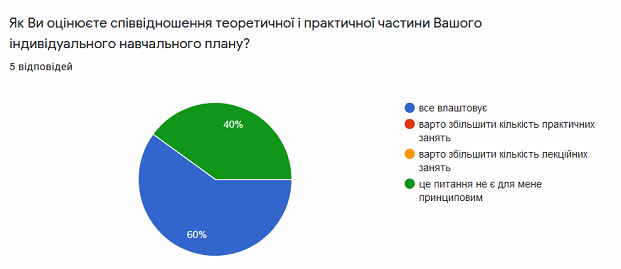 Як Ви оцінюєте співвідношення теоретичної і практичної частини Вашого
індивідуального навчального плану?
5 відповідей
40%
60%
все влаштовує
варто збільшити кількість практичних
занять
варто збільшити кількість лекційних
занять
це питання не є для мене
принциповим